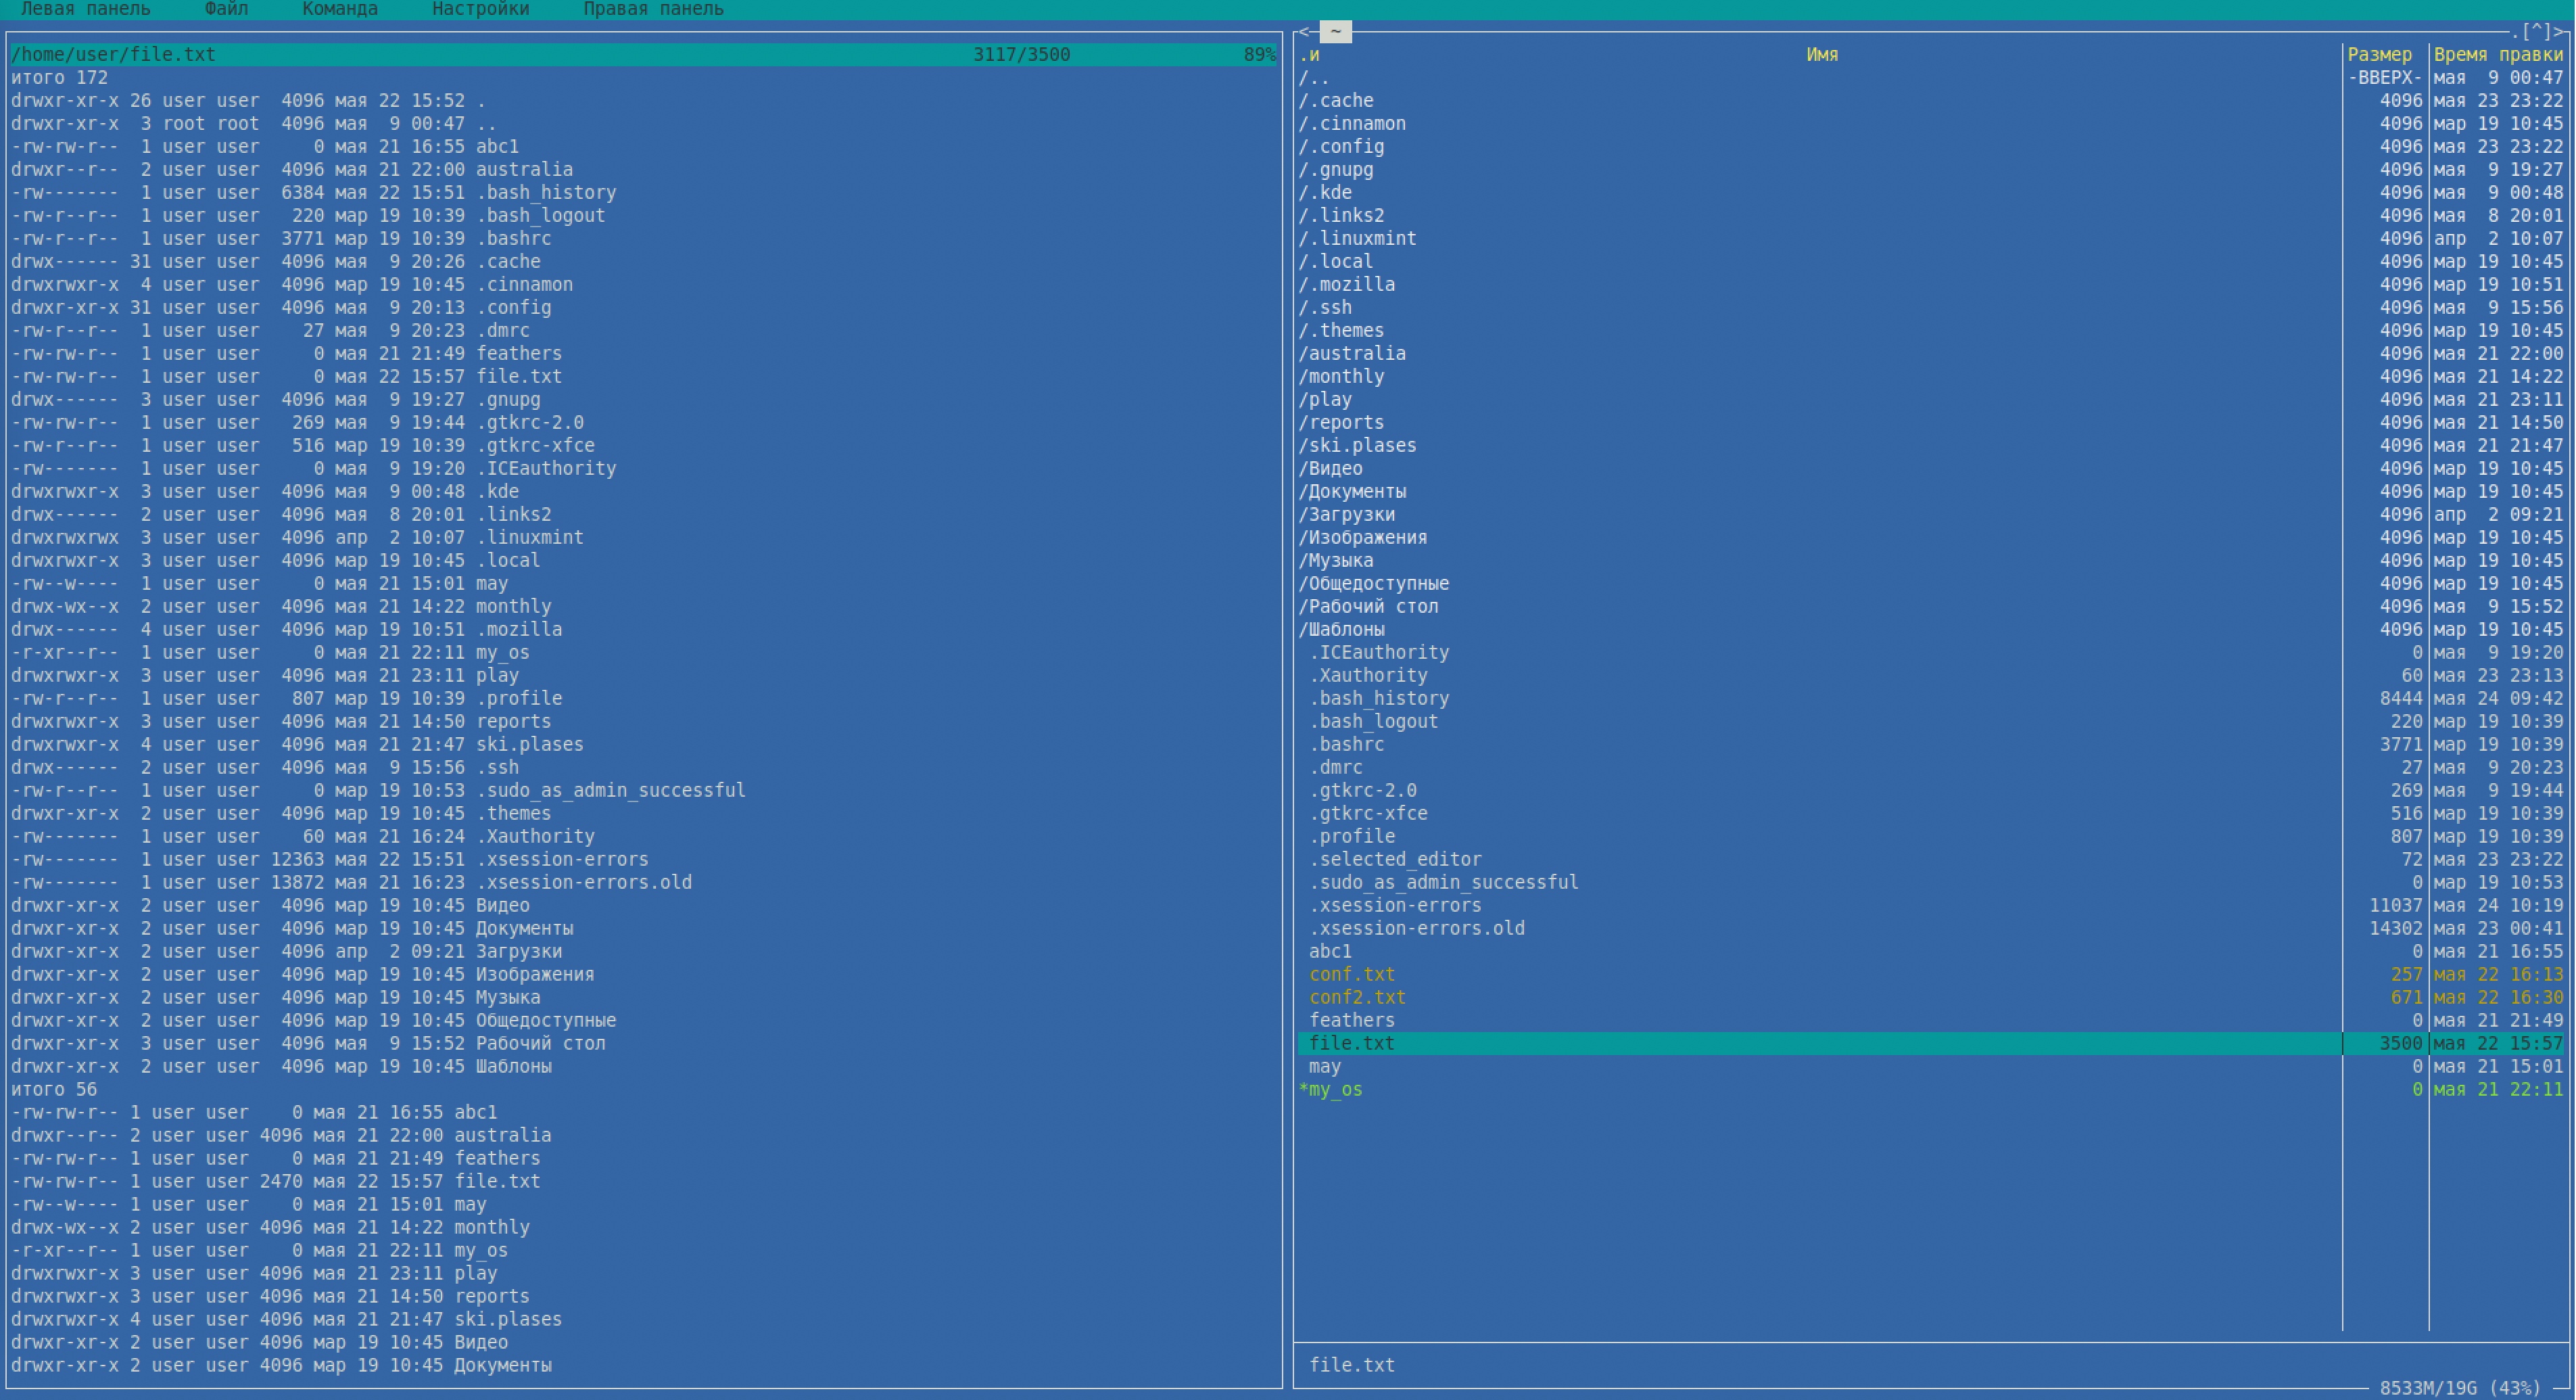 Левая панель     Файл     Команда     Настройки     Правая панель
/home/user/file.txt 3117/3500 89%
итого 172
drwxr-xr-x 26 user user  4096 мая 22 15:52 .
drwxr-xr-x  3 root root  4096 мая  9 00:47 ..
-rw-rw-r--  1 user user     0 мая 21 16:55 abc1
drwxr--r--  2 user user  4096 мая 21 22:00 australia
-rw-------  1 user user  6384 мая 22 15:51 .bash_history
-rw-r--r--  1 user user   220 мар 19 10:39 .bash_logout
-rw-r--r--  1 user user  3771 мар 19 10:39 .bashrc
drwx------ 31 user user  4096 мая  9 20:26 .cache
drwxrwxr-x  4 user user  4096 мар 19 10:45 .cinnamon
drwxr-xr-x 31 user user  4096 мая  9 20:13 .config
-rw-r--r--  1 user user    27 мая  9 20:23 .dmrc
-rw-rw-r--  1 user user     0 мая 21 21:49 feathers
-rw-rw-r--  1 user user     0 мая 22 15:57 file.txt
drwx------  3 user user  4096 мая  9 19:27 .gnupg
-rw-rw-r--  1 user user   269 мая  9 19:44 .gtkrc-2.0
-rw-r--r--  1 user user   516 мар 19 10:39 .gtkrc-xfce
-rw-------  1 user user     0 мая  9 19:20 .ICEauthority
drwxrwxr-x  3 user user  4096 мая  9 00:48 .kde
drwx------  2 user user  4096 мая  8 20:01 .links2
drwxrwxrwx  3 user user  4096 апр  2 10:07 .linuxmint
drwxrwxr-x  3 user user  4096 мар 19 10:45 .local
-rw--w----  1 user user     0 мая 21 15:01 may
drwx-wx--x  2 user user  4096 мая 21 14:22 monthly
drwx------  4 user user  4096 мар 19 10:51 .mozilla
-r-xr--r--  1 user user     0 мая 21 22:11 my_os
drwxrwxr-x  3 user user  4096 мая 21 23:11 play
-rw-r--r--  1 user user   807 мар 19 10:39 .profile
drwxrwxr-x  3 user user  4096 мая 21 14:50 reports
drwxrwxr-x  4 user user  4096 мая 21 21:47 ski.plases
drwx------  2 user user  4096 мая  9 15:56 .ssh
-rw-r--r--  1 user user     0 мар 19 10:53 .sudo_as_admin_successful
drwxr-xr-x  2 user user  4096 мар 19 10:45 .themes
-rw-------  1 user user    60 мая 21 16:24 .Xauthority
-rw-------  1 user user 12363 мая 22 15:51 .xsession-errors
-rw-------  1 user user 13872 мая 21 16:23 .xsession-errors.old
drwxr-xr-x  2 user user  4096 мар 19 10:45 Видео
drwxr-xr-x  2 user user  4096 мар 19 10:45 Документы
drwxr-xr-x  2 user user  4096 апр  2 09:21 Загрузки
drwxr-xr-x  2 user user  4096 мар 19 10:45 Изображения
drwxr-xr-x  2 user user  4096 мар 19 10:45 Музыка
drwxr-xr-x  2 user user  4096 мар 19 10:45 Общедоступные
drwxr-xr-x  3 user user  4096 мая  9 15:52 Рабочий стол
drwxr-xr-x  2 user user  4096 мар 19 10:45 Шаблоны
итого 56
-rw-rw-r-- 1 user user    0 мая 21 16:55 abc1
drwxr--r-- 2 user user 4096 мая 21 22:00 australia
-rw-rw-r-- 1 user user    0 мая 21 21:49 feathers
-rw-rw-r-- 1 user user 2470 мая 22 15:57 file.txt
-rw--w---- 1 user user    0 мая 21 15:01 may
drwx-wx--x 2 user user 4096 мая 21 14:22 monthly
-r-xr--r-- 1 user user    0 мая 21 22:11 my_os
drwxrwxr-x 3 user user 4096 мая 21 23:11 play
drwxrwxr-x 3 user user 4096 мая 21 14:50 reports
drwxrwxr-x 4 user user 4096 мая 21 21:47 ski.plases
drwxr-xr-x 2 user user 4096 мар 19 10:45 Видео
drwxr-xr-x 2 user user 4096 мар 19 10:45 Документы
<─ ~ .[^]>
.и Имя Размер Время правки
/.. -ВВЕРХ- мая  9 00:47
/.cache 4096 мая 23 23:22
/.cinnamon 4096 мар 19 10:45
/.config 4096 мая 23 23:22
/.gnupg 4096 мая  9 19:27
/.kde 4096 мая  9 00:48
/.links2 4096 мая  8 20:01
/.linuxmint 4096 апр  2 10:07
/.local 4096 мар 19 10:45
/.mozilla 4096 мар 19 10:51
/.ssh 4096 мая  9 15:56
/.themes 4096 мар 19 10:45
/australia 4096 мая 21 22:00
/monthly 4096 мая 21 14:22
/play 4096 мая 21 23:11
/reports 4096 мая 21 14:50
/ski.plases 4096 мая 21 21:47
/Видео 4096 мар 19 10:45
/Документы 4096 мар 19 10:45
/Загрузки 4096 апр  2 09:21
/Изображения 4096 мар 19 10:45
/Музыка 4096 мар 19 10:45
/Общедоступные 4096 мар 19 10:45
/Рабочий стол 4096 мая  9 15:52
/Шаблоны 4096 мар 19 10:45
.ICEauthority 0 мая  9 19:20
.Xauthority 60 мая 23 23:13
.bash_history 8444 мая 24 09:42
.bash_logout 220 мар 19 10:39
.bashrc 3771 мар 19 10:39
.dmrc 27 мая  9 20:23
.gtkrc-2.0 269 мая  9 19:44
.gtkrc-xfce 516 мар 19 10:39
.profile 807 мар 19 10:39
.selected_editor 72 мая 23 23:22
.sudo_as_admin_successful 0 мар 19 10:53
.xsession-errors 11037 мая 24 10:19
.xsession-errors.old 14302 мая 23 00:41
abc1 0 мая 21 16:55
conf.txt 257 мая 22 16:13
conf2.txt 671 мая 22 16:30
feathers 0 мая 21 21:49
file.txt 3500 мая 22 15:57
may 0 мая 21 15:01
*my_os 0 мая 21 22:11
file.txt
8533M/19G (43%)